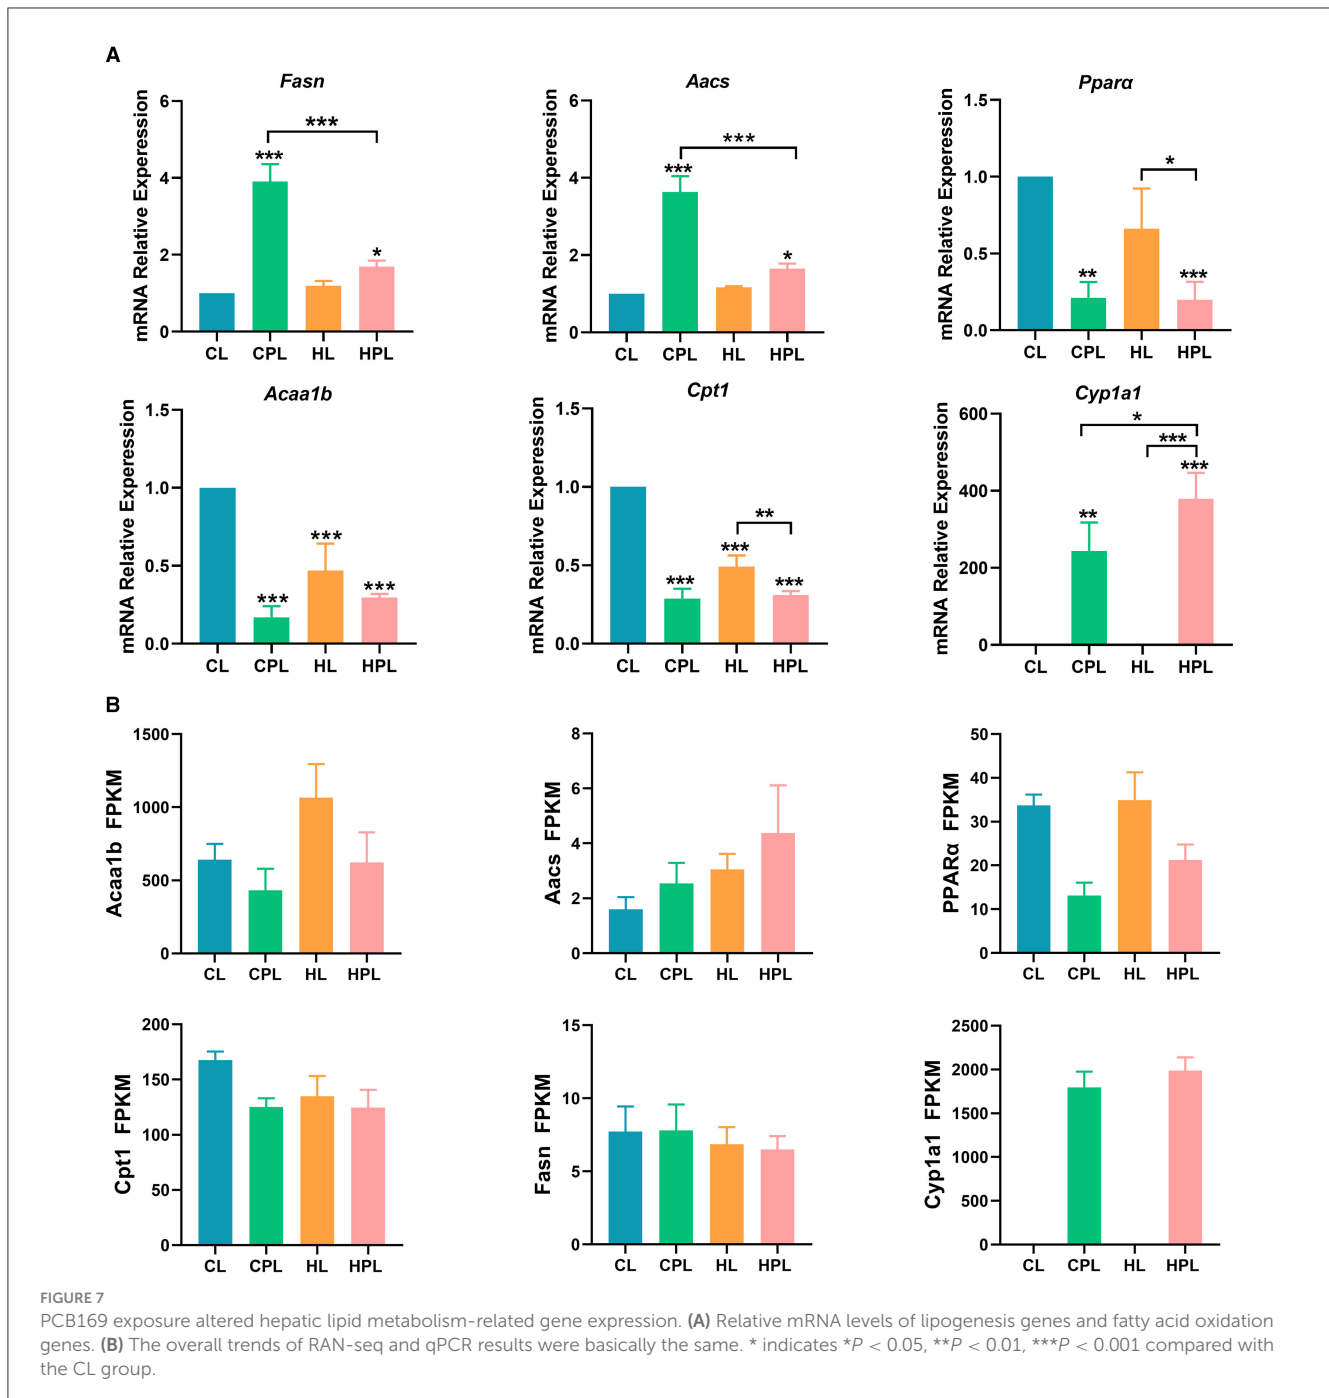 A
Fasn
mRNA Relative Experession
6
4
2
0
***
***
*
CL CPL HL HPL
Aacs
mRNA Relative Experession
6
4
2
0
***
***
*
CL CPL HL HPL
Pparα
mRNA Relative Experession
1.5
1.0
0.5
0.0
*
**
***
CL CPL HL HPL
Acaa1b
mRNA Relative Experession
1.5
1.0
0.5
0.0
***
***
***
CL CPL HL HPL
Cpt1
mRNA Relative Experession
1.5
1.0
0.5
0.0
**
***
***
***
CL CPL HL HPL
Cyp1a1
mRNA Relative Experession
600
400
200
0
*
***
***
**
CL CPL HL HPL
B
Acaa1b FPKM
1500
1000
500
0
CL CPL HL HPL
Aacs FPKM
8
6
4
2
0
CL CPL HL HPL
PPARα FPKM
50
40
30
20
10
0
CL CPL HL HPL
Cpt1 FPKM
200
150
100
50
0
CL CPL HL HPL
Fasn FPKM
15
10
5
0
CL CPL HL HPL
Cyp1a1 FPKM
2500
2000
1500
1000
500
0
CL CPL HL HPL
FIGURE 7
PCB169 exposure altered hepatic lipid metabolism-related gene expression. (A) Relative mRNA levels of lipogenesis genes and fatty acid oxidation
genes. (B) The overall trends of RAN-seq and qPCR results were basically the same. * indicates *P < 0.05, **P < 0.01, ***P < 0.001 compared with
the CL group.